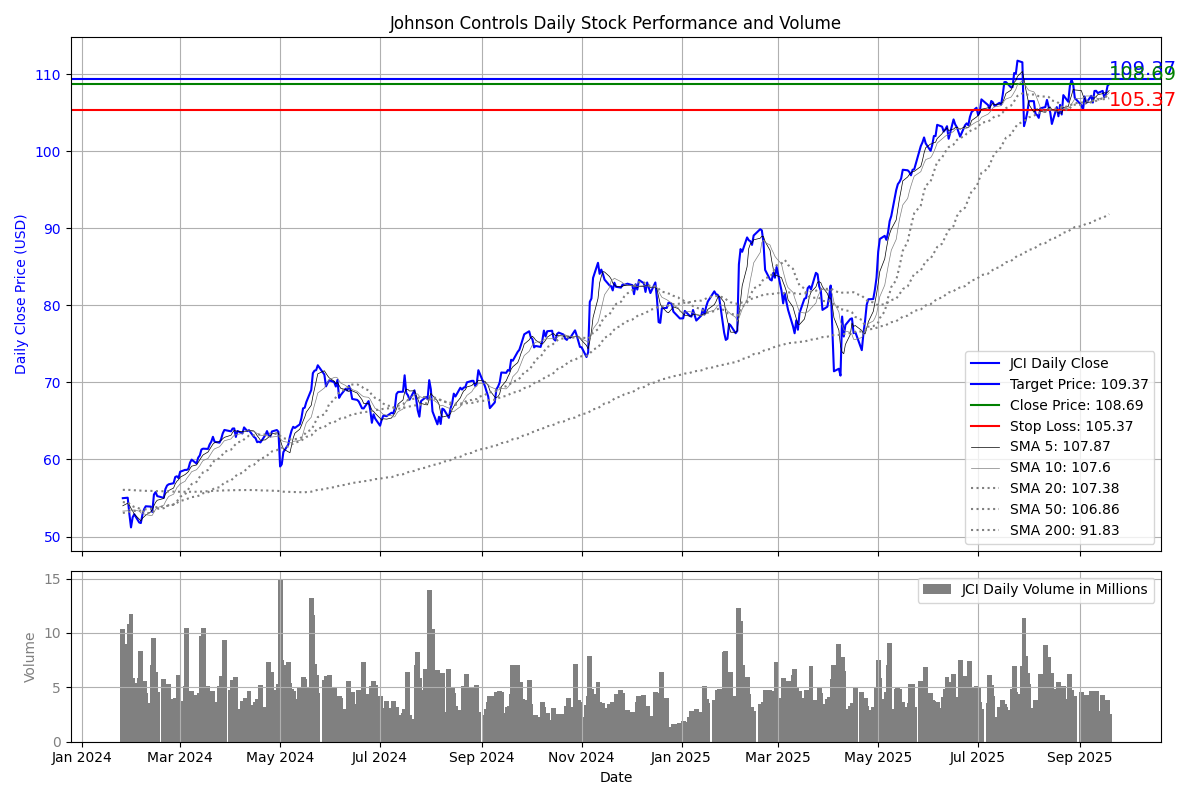 Johnson Controls Daily Stock Performance and Volume
Daily Close Price (USD)
110
100
90
80
70
60
50
109.37
108.69
105.37
JCI Daily Close
Target Price: 109.37
Close Price: 108.69
Stop Loss: 105.37
SMA 5: 107.87
SMA 10: 107.6
SMA 20: 107.38
SMA 50: 106.86
SMA 200: 91.83
Volume
15
10
5
0
JCI Daily Volume in Millions
Jan 2024 Mar 2024 May 2024 Jul 2024 Sep 2024 Nov 2024 Jan 2025 Mar 2025 May 2025 Jul 2025 Sep 2025
Date